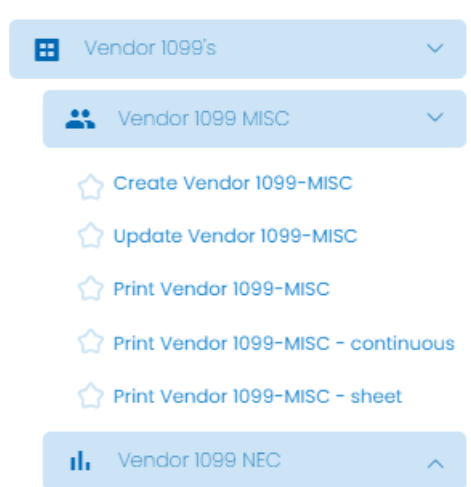 Vendor 1099's
Vendor 1099 MISC
Create Vendor 1099-MISC
Update Vendor 1099-MISC
Print Vendor 1099-MISC
Print Vendor 1099-MISC - continuous
Print Vendor 1099-MISC - sheet
Vendor 1099 NEC